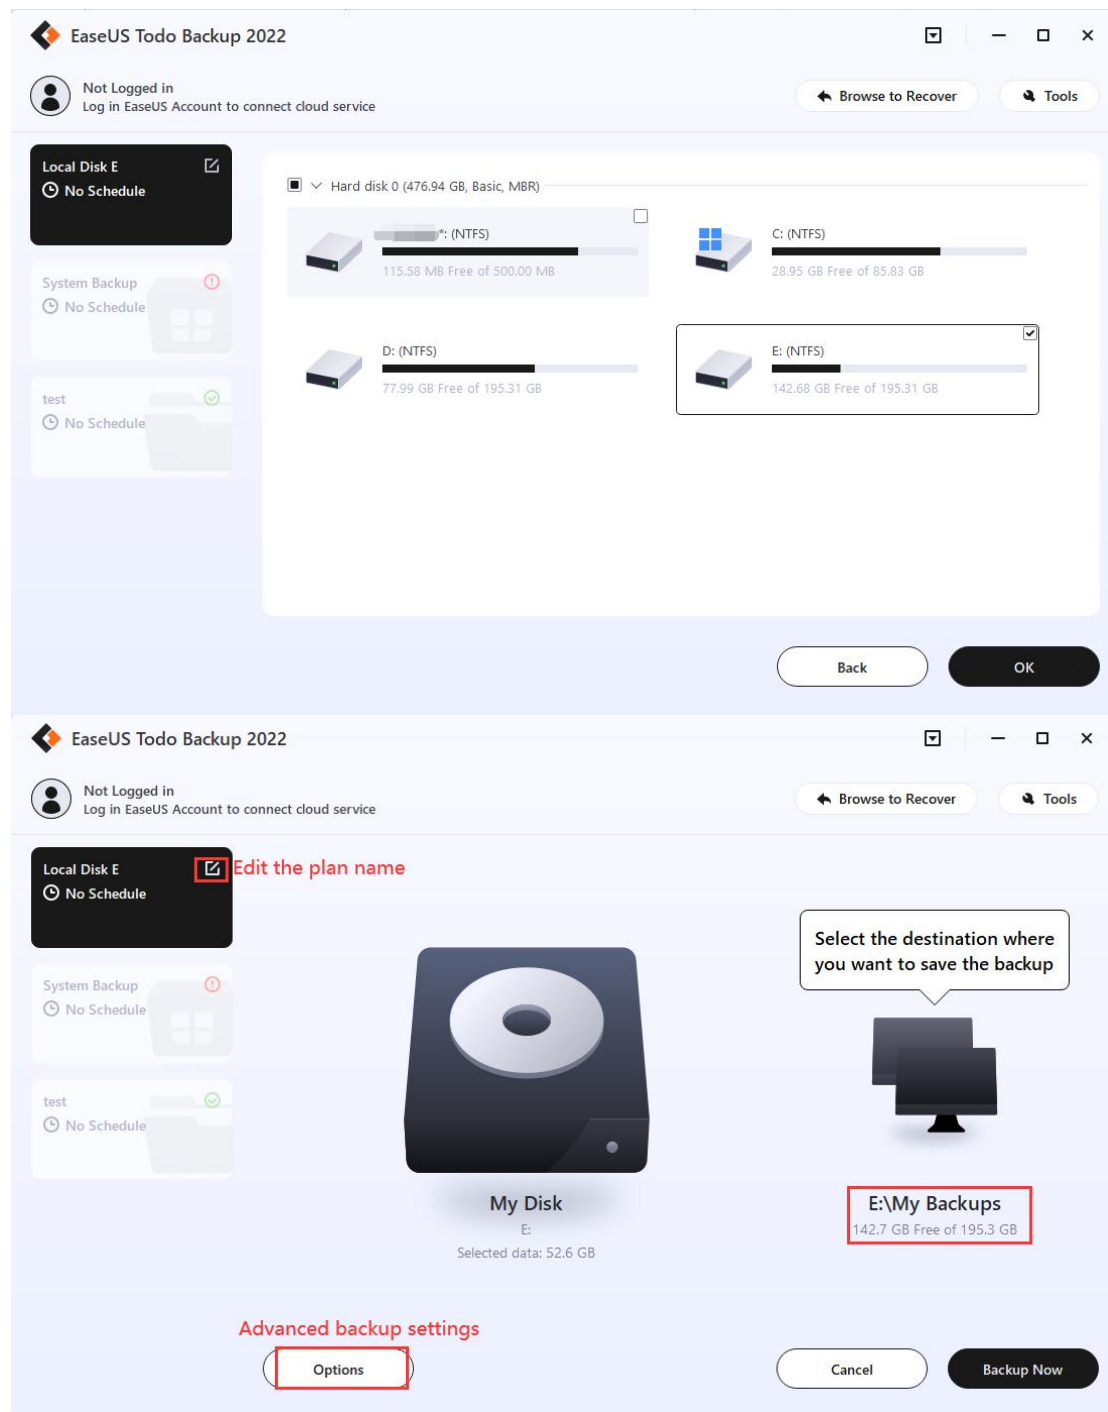 EaseUS Todo Backup 2022
Not Logged in
Log in EaseUS Account to connect cloud service
Browse to Recover
Tools
Local Disk E
No Schedule
System Backup
No Schedule
test
No Schedule
Hard disk 0 (476.94 GB, Basic, MBR)
*: (NTFS)
115.58 MB Free of 500.00 MB
C: (NTFS)
28.95 GB Free of 85.83 GB
D: (NTFS)
77.99 GB Free of 195.31 GB
E: (NTFS)
142.68 GB Free of 195.31 GB
Back
OK
EaseUS Todo Backup 2022
Not Logged in
Log in EaseUS Account to connect cloud service
Browse to Recover
Tools
Local Disk E
No Schedule
Edit the plan name
System Backup
No Schedule
test
No Schedule
Select the destination where
you want to save the backup
My Disk
E:
Selected data: 52.6 GB
E:\My Backups
142.7 GB Free of 195.3 GB
Advanced backup settings
Options
Cancel
Backup Now